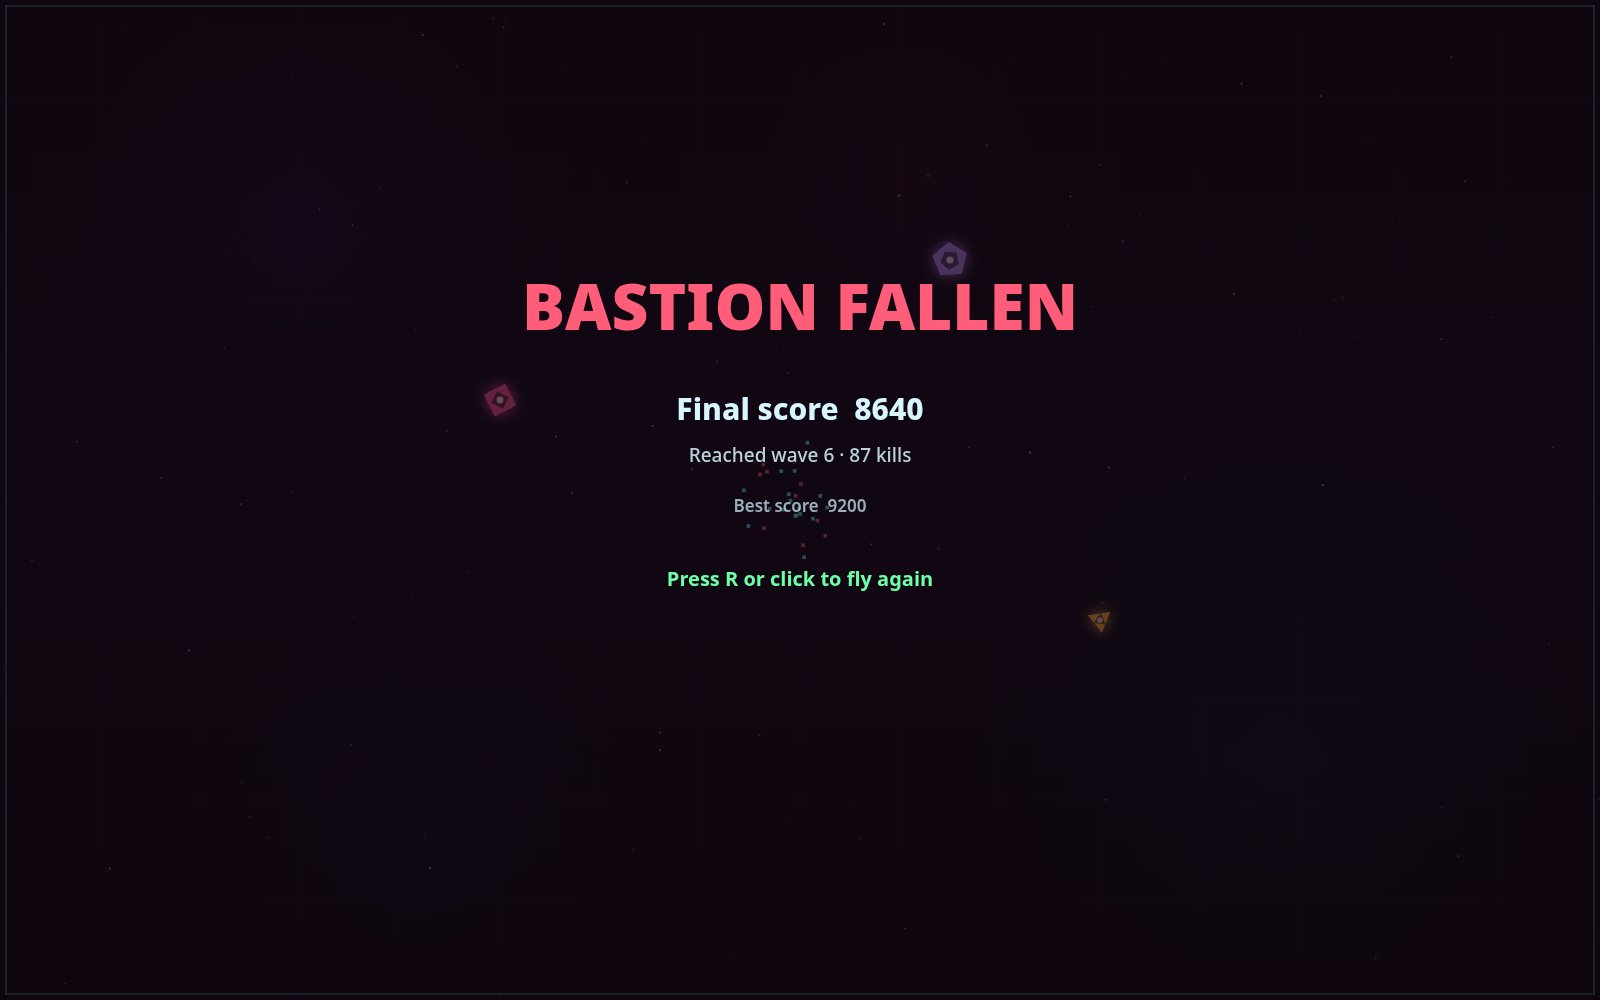 BASTION FALLEN
Final score 8640
Reached wave 6 · 87 kills
Best score 9200
Press R or click to fly again